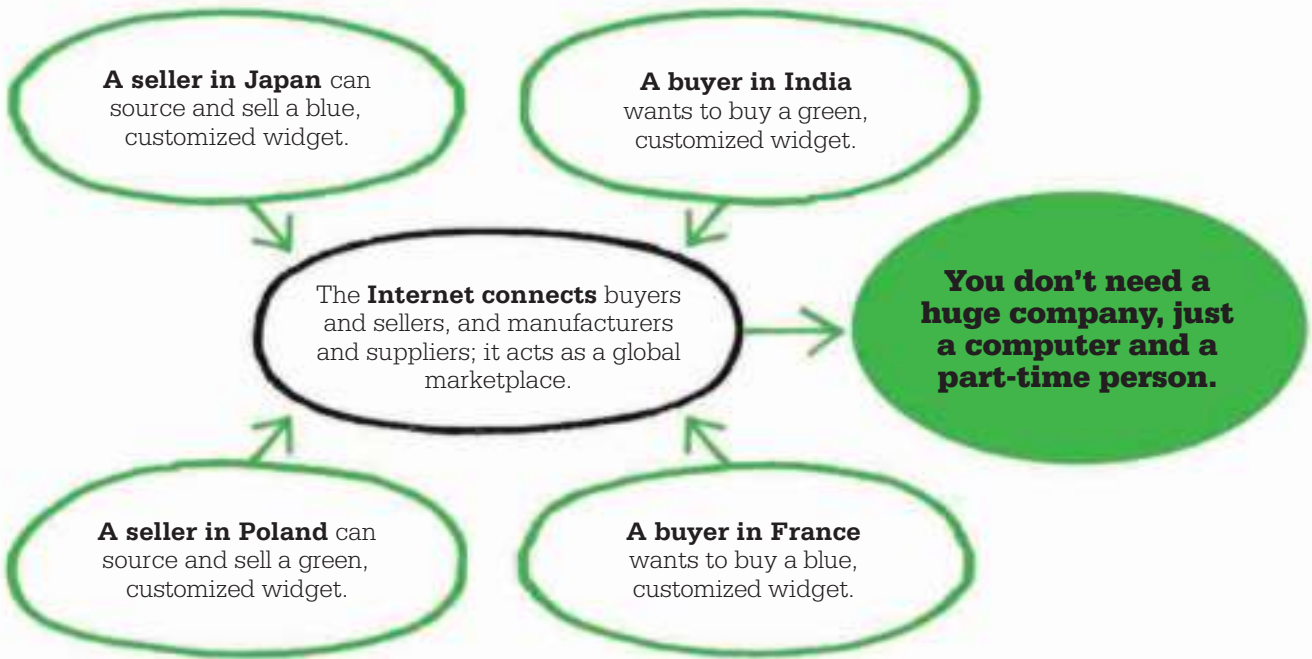 A seller in Japan can
source and sell a blue,
customized widget.
A buyer in India
wants to buy a green,
customized widget.
The Internet connects buyers
and sellers, and manufacturers
and suppliers; it acts as a global
marketplace.
You don’t need a
huge company, just
a computer and a
part-time person.
A seller in Poland can
source and sell a green,
customized widget.
A buyer in France
wants to buy a blue,
customized widget.